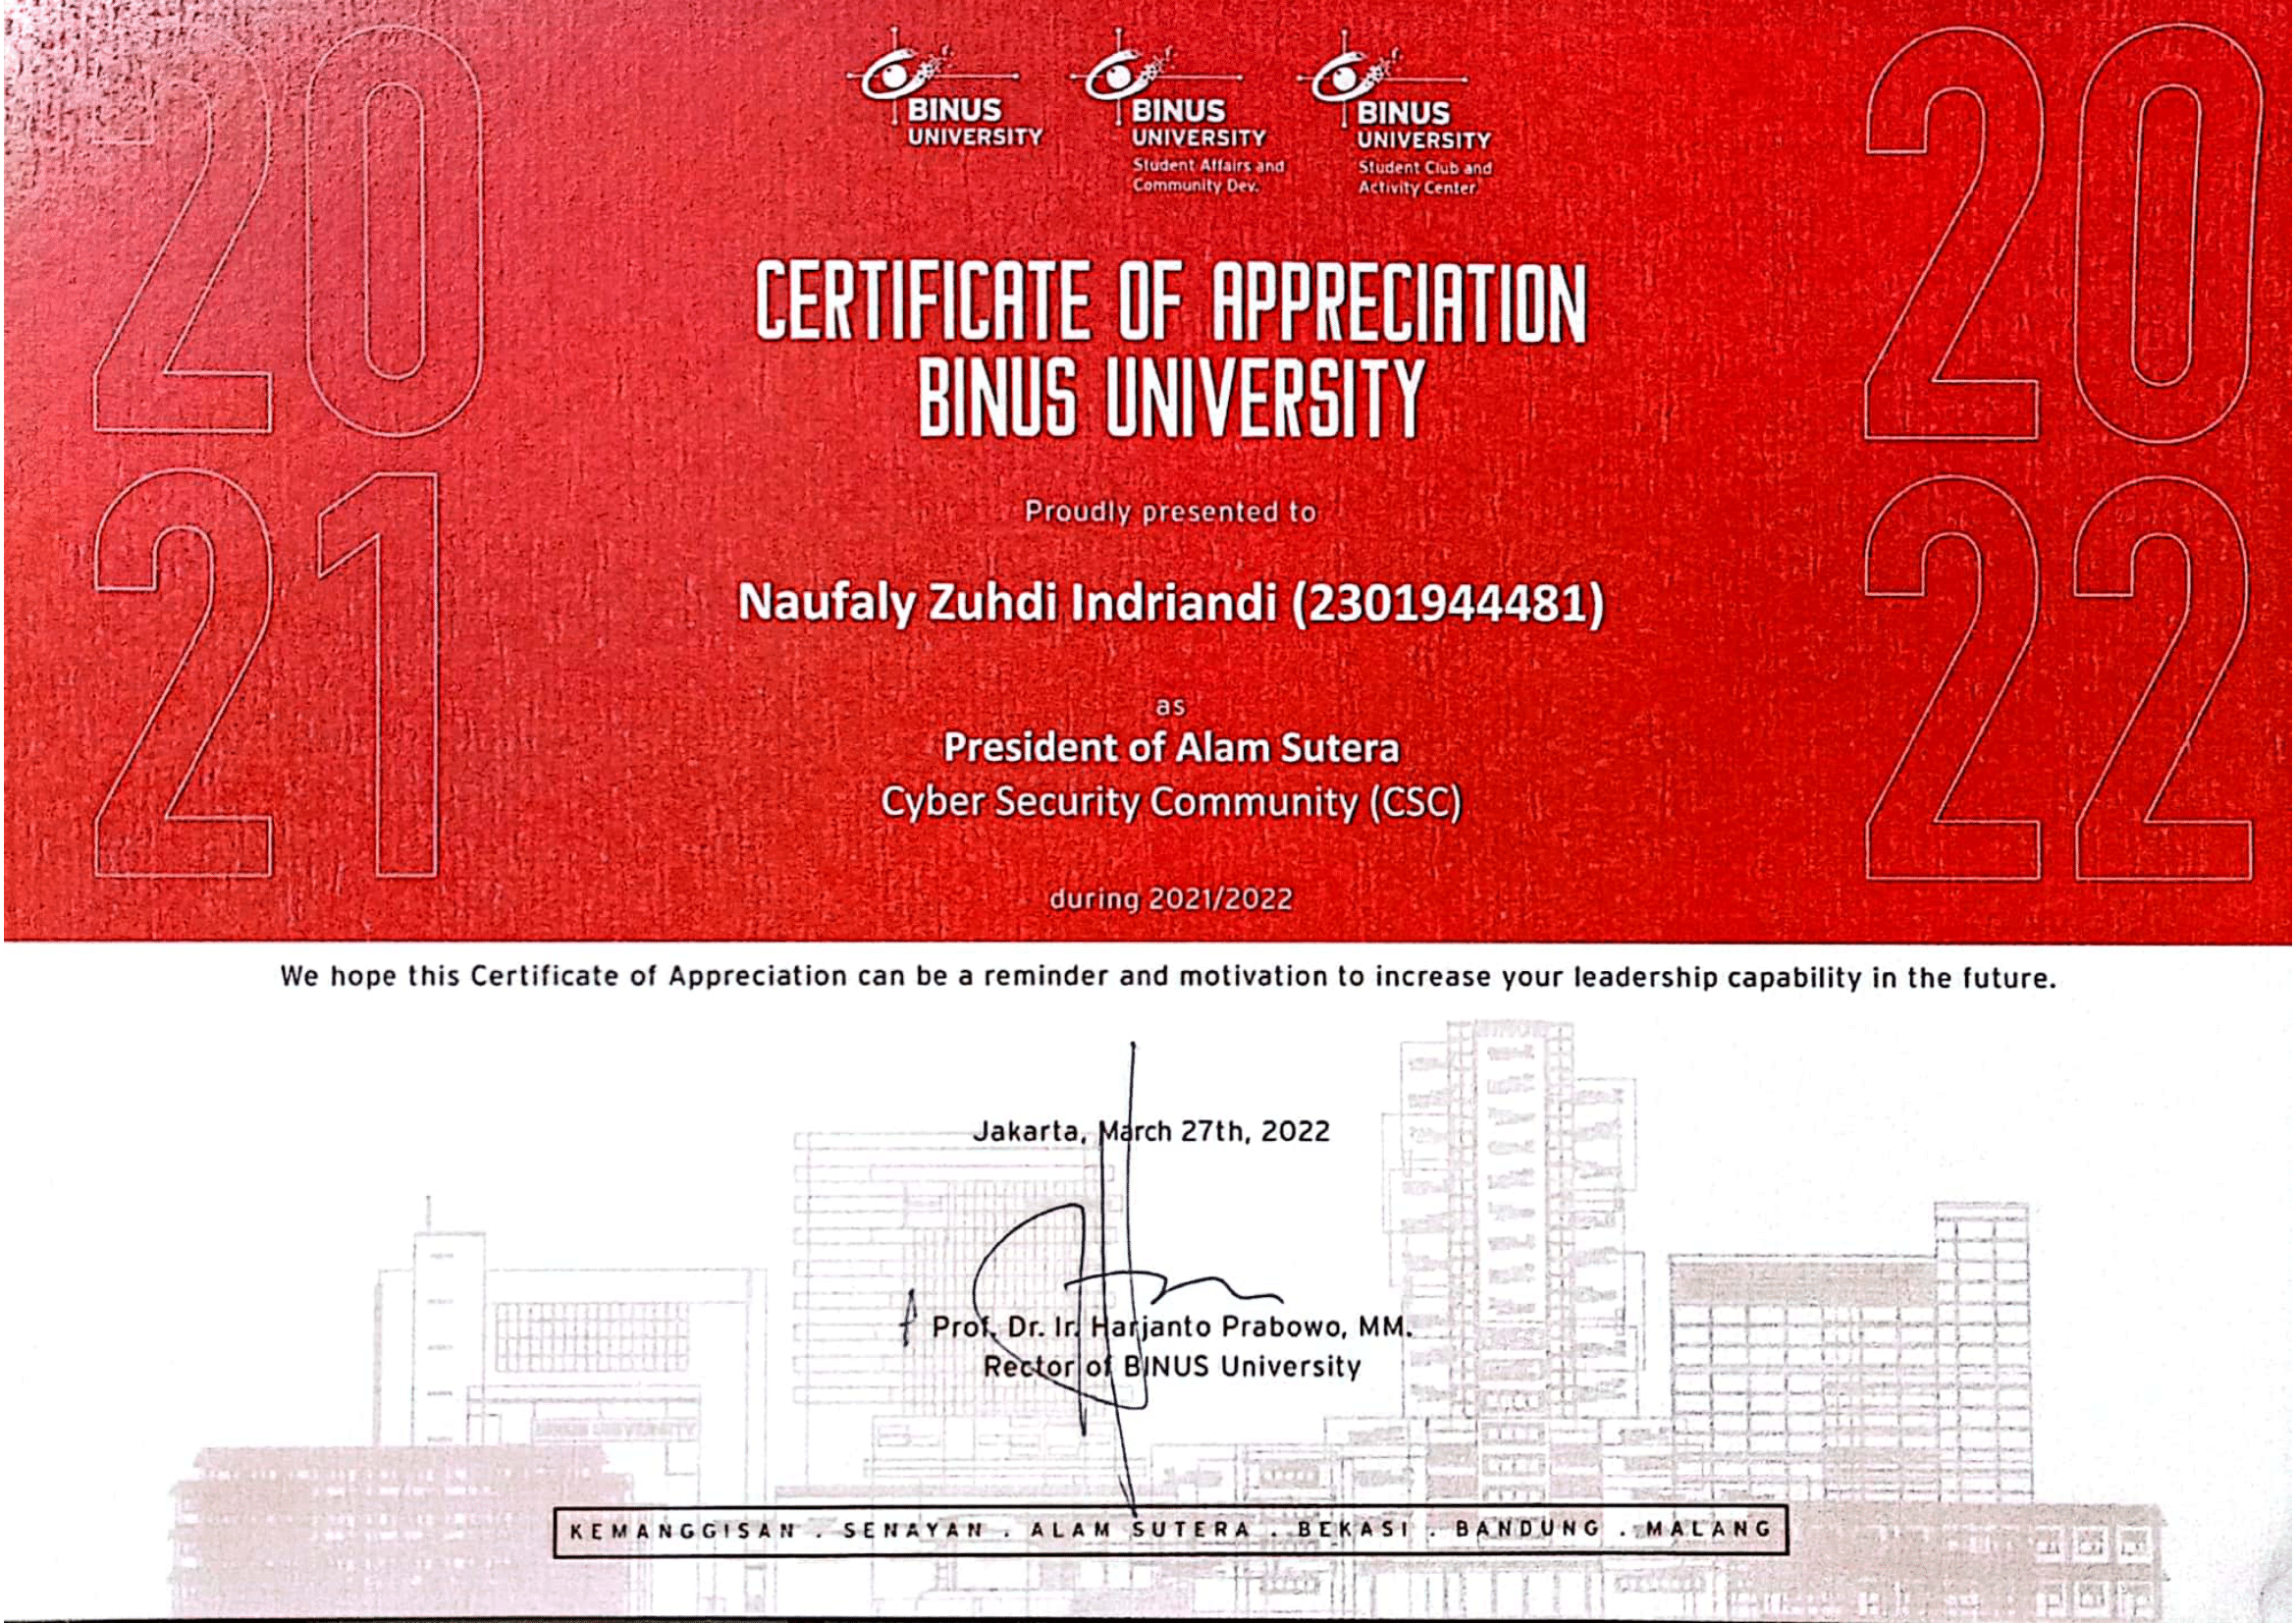 BINUS
UNIVERSITY
BINUS
UNIVERSITY
Student Affairs and
Community Dev.
BINUS
UNIVERSITY
Student Club and
Activity Center
20
21
20
22
CERTIFICATE OF APPRECIATION
BINUS UNIVERSITY
Proudly presented to
Naufaly Zuhdi Indriandi (2301944481)
as
President of Alam Sutera
Cyber Security Community (CSC)
during 2021/2022
We hope this Certificate of Appreciation can be a reminder and motivation to increase your leadership capability in the future.
Jakarta, March 27th, 2022
Prof. Dr. Ir. Harjanto Prabowo, MM.
Rector of BINUS University
BINUS UNIVERSITY
KEMANGGISAN . SENAYAN . ALAM SUTERA . BEKASI . BANDUNG . MALANG